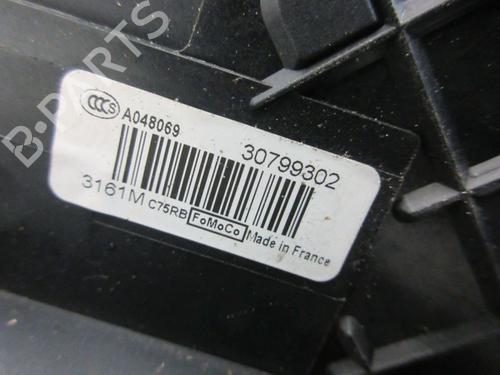 B-PARTS
CCC S A048069
30799302
3161M C75RB FoMoCo Made in France